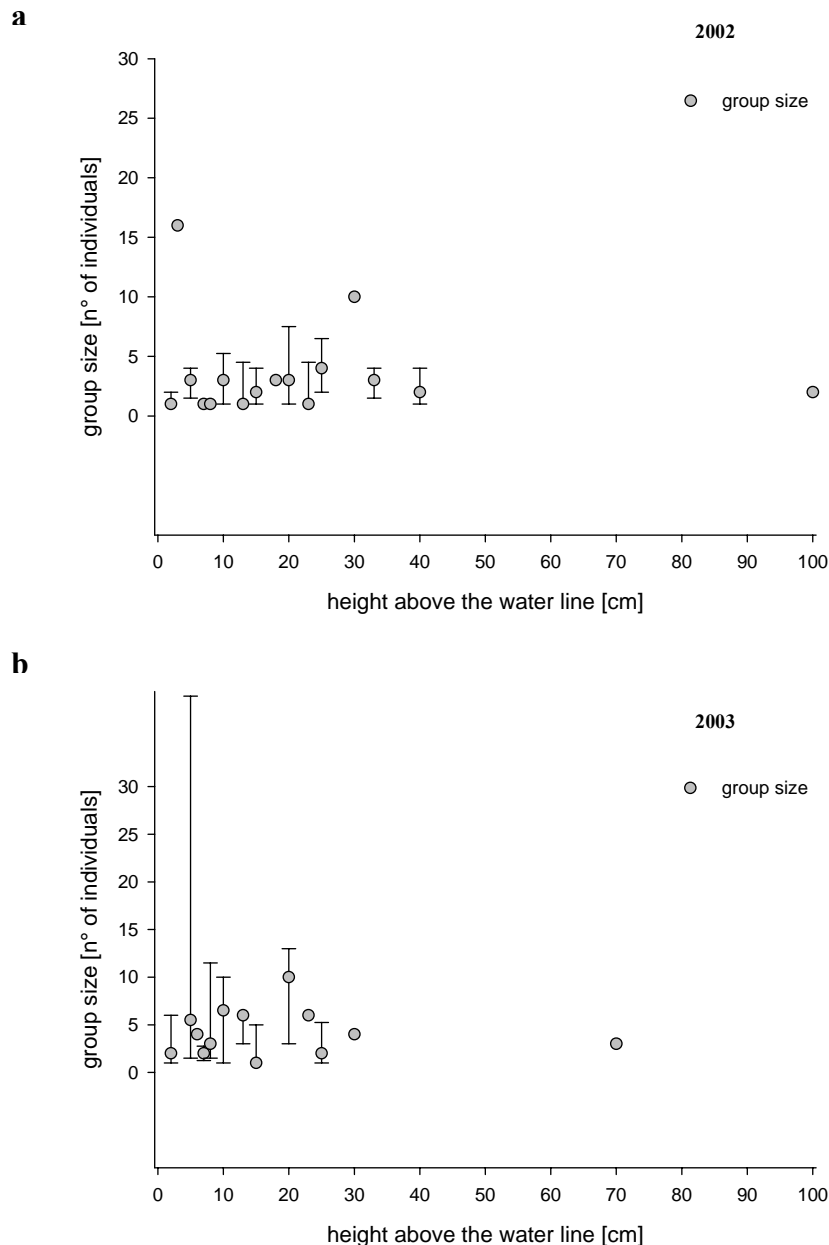 a
2002
30
group size
25
20
15
10
5
0
group size [n° of individuals]
0 10 20 30 40 50 60 70 80 90 100
height above the water line [cm]
b
2003
group size
30
25
20
15
10
5
0
group size [n° of individuals]
0 10 20 30 40 50 60 70 80 90 100
height above the water line [cm]